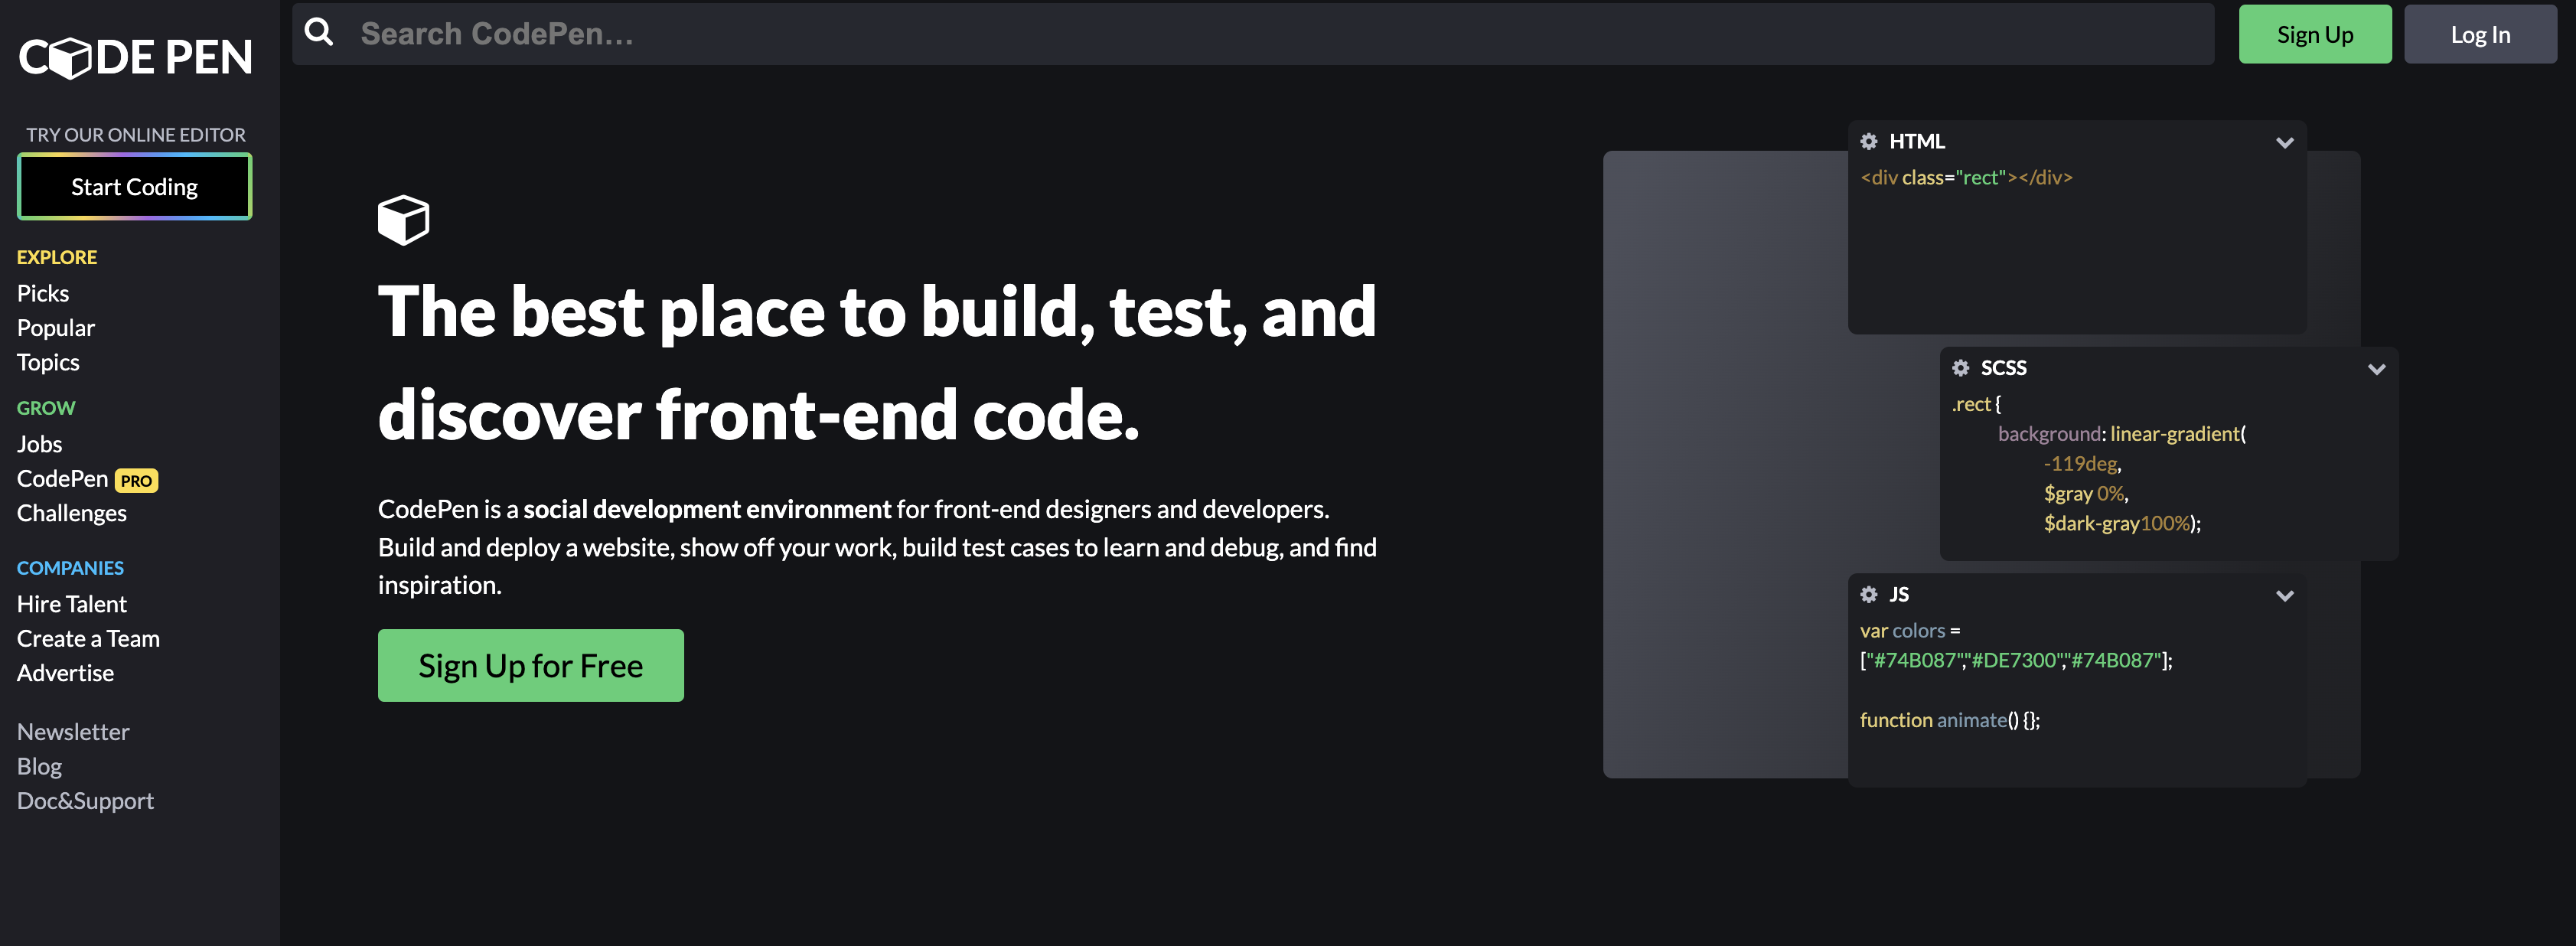 CODEPEN
TRY OUR ONLINE EDITOR
Start Coding
EXPLORE
Picks
Popular
Topics
GROW
Jobs
CodePen PRO
Challenges
COMPANIES
Hire Talent
Create a Team
Advertise
Newsletter
Blog
Doc&Support
Search CodePen...
Sign Up
Log In
The best place to build, test, and
discover front-end code.
CodePen is a social development environment for front-end designers and developers.
Build and deploy a website, show off your work, build test cases to learn and debug, and find
inspiration.
Sign Up for Free
HTML
<div class="rect"></div>
SCSS
.rect {
background: linear-gradient(
-119deg,
$gray 0%,
$dark-gray100%);
JS
var colors =
["#74B087","#DE7300","#74B087"];
function animate() {};